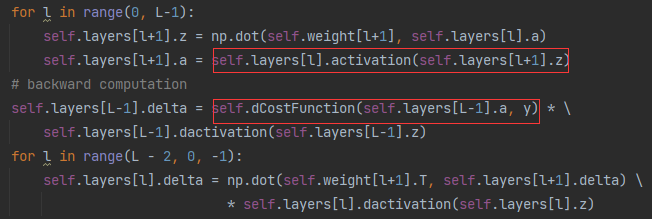 for l in range(0, L-1):
    self.layers[l+1].z = np.dot(self.weight[l+1], self.layers[l].a)
    self.layers[l+1].a = self.layers[l].activation(self.layers[l+1].z)
# backward computation
self.layers[L-1].delta = self.dCostFunction(self.layers[L-1].a, y) * \
    self.layers[L-1].dactivation(self.layers[L-1].z)
for l in range(L - 2, 0, -1):
    self.layers[l].delta = np.dot(self.weight[l+1].T, self.layers[l+1].delta) \
                           * self.layers[l].dactivation(self.layers[l].z)